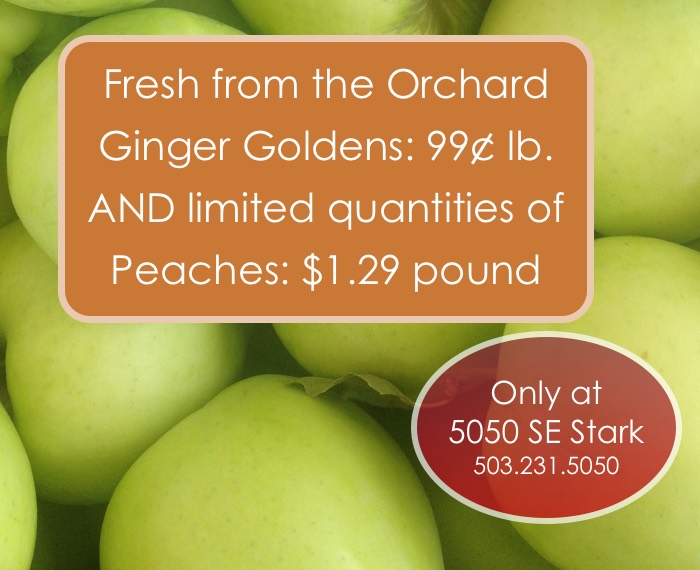 Fresh from the Orchard
Ginger Goldens: 99¢ lb.
AND limited quantities of
Peaches: $1.29 pound
Only at
5050 SE Stark
503.231.5050